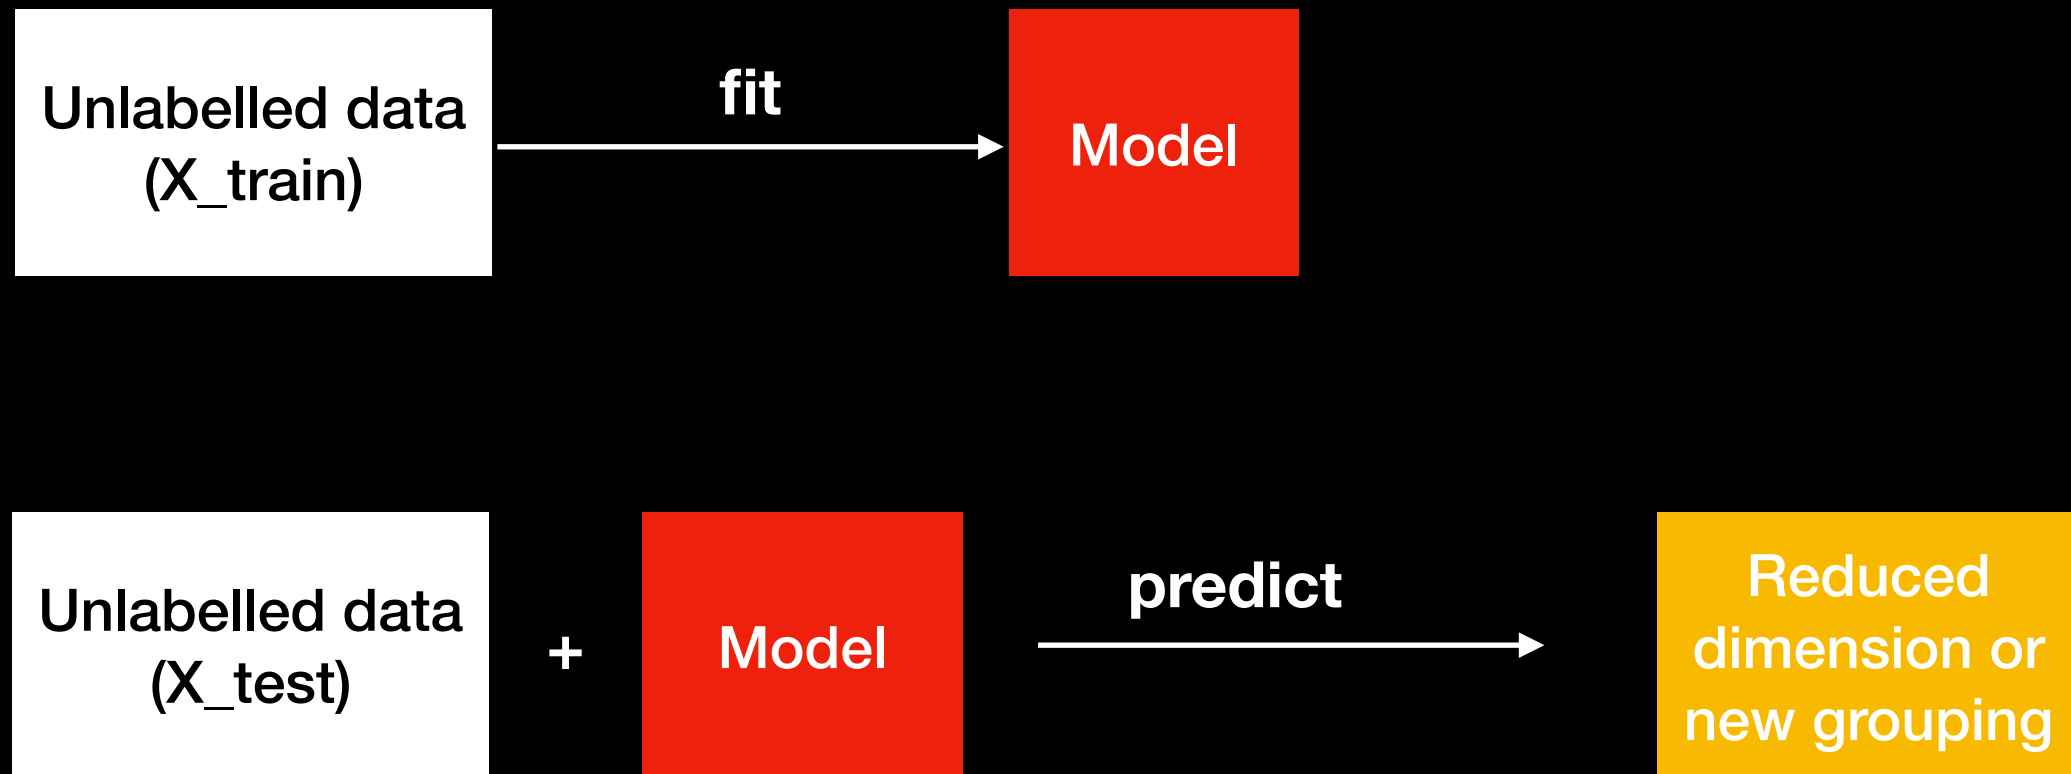 Unlabelled data
(X_train)
fit
Model
Unlabelled data
(X_test)
+
Model
predict
Reduced
dimension or
new grouping